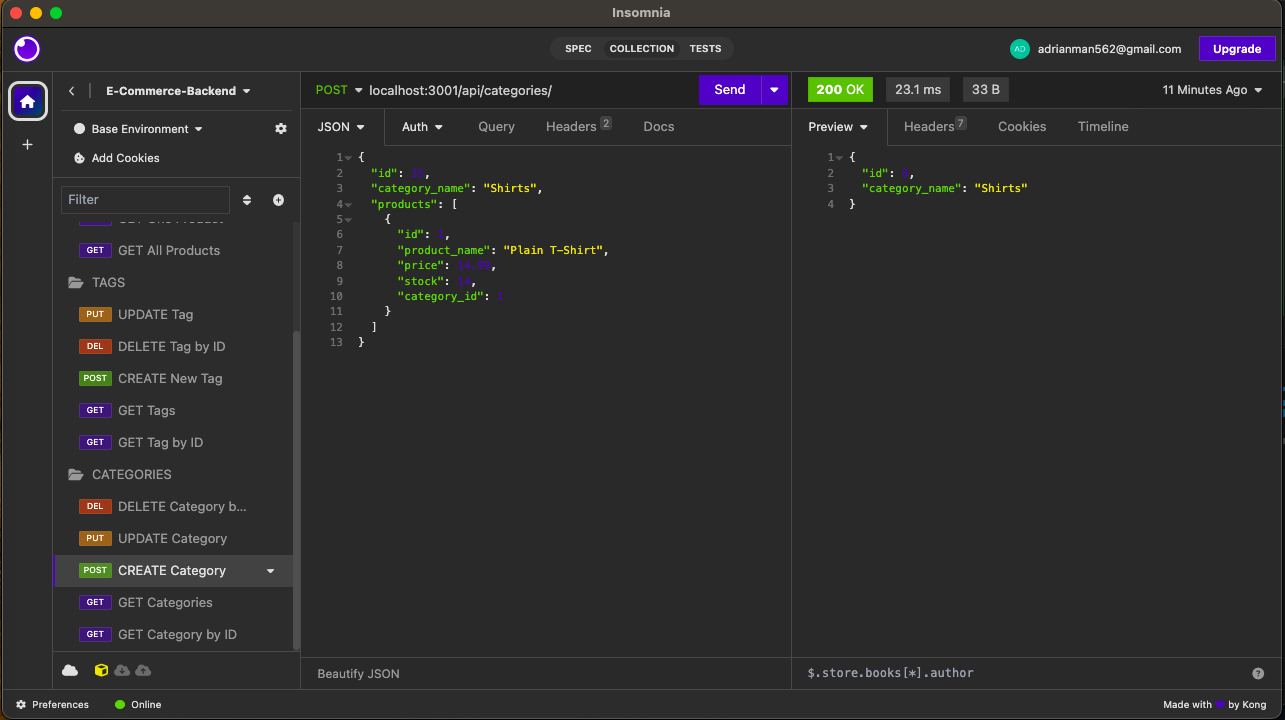 Insomnia
SPEC COLLECTION TESTS
AD adrianman562@gmail.com Upgrade
E-Commerce-Backend
Base Environment
Add Cookies
Filter
GET GET All Products
TAGS
PUT UPDATE Tag
DEL DELETE Tag by ID
POST CREATE New Tag
GET GET Tags
GET GET Tag by ID
CATEGORIES
DEL DELETE Category b...
PUT UPDATE Category
POST CREATE Category
GET GET Categories
GET GET Category by ID
POST localhost:3001/api/categories/ Send
JSON Auth Query Headers 2 Docs
1 {
2 "id": ,
3 "category_name": "Shirts",
4 "products": [
5 {
6 "id": ,
7 "product_name": "Plain T-Shirt",
8 "price": 14.99,
9 "stock": 14,
10 "category_id":
11 }
12 ]
13 }
Beautify JSON
200 OK 23.1 ms 33 B 11 Minutes Ago
Preview Headers 7 Cookies Timeline
1 {
2 "id": ,
3 "category_name": "Shirts"
4 }
$.store.books[*].author
Preferences Online
Made with by Kong